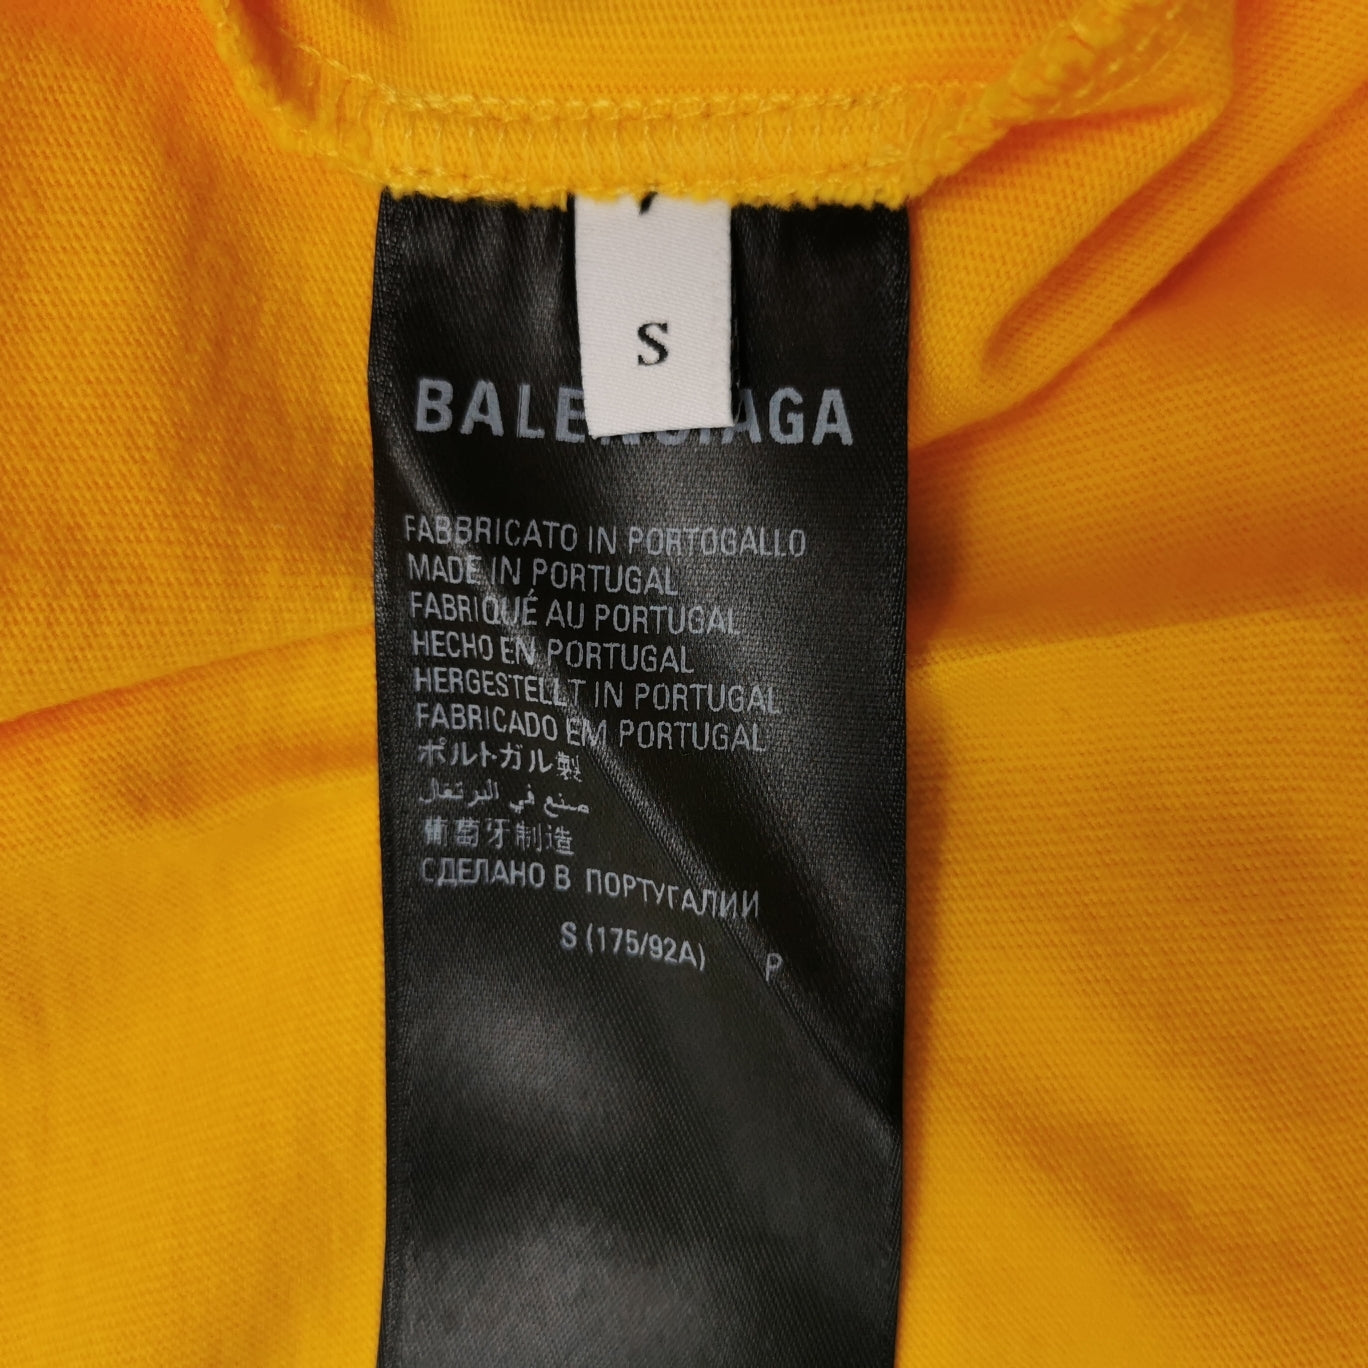 S
BALENCIAGA
FABBRICATO IN PORTOGALLO
MADE IN PORTUGAL
FABRIQUÉ AU PORTUGAL
HECHO EN PORTUGAL
HERGESTELLT IN PORTUGAL
FABRICADO EM PORTUGAL
ポルトガル製
صنع في البرتغال
葡萄牙制造
СДЕЛАНО В ПОРТУГАЛИИ
S (175/92A) P